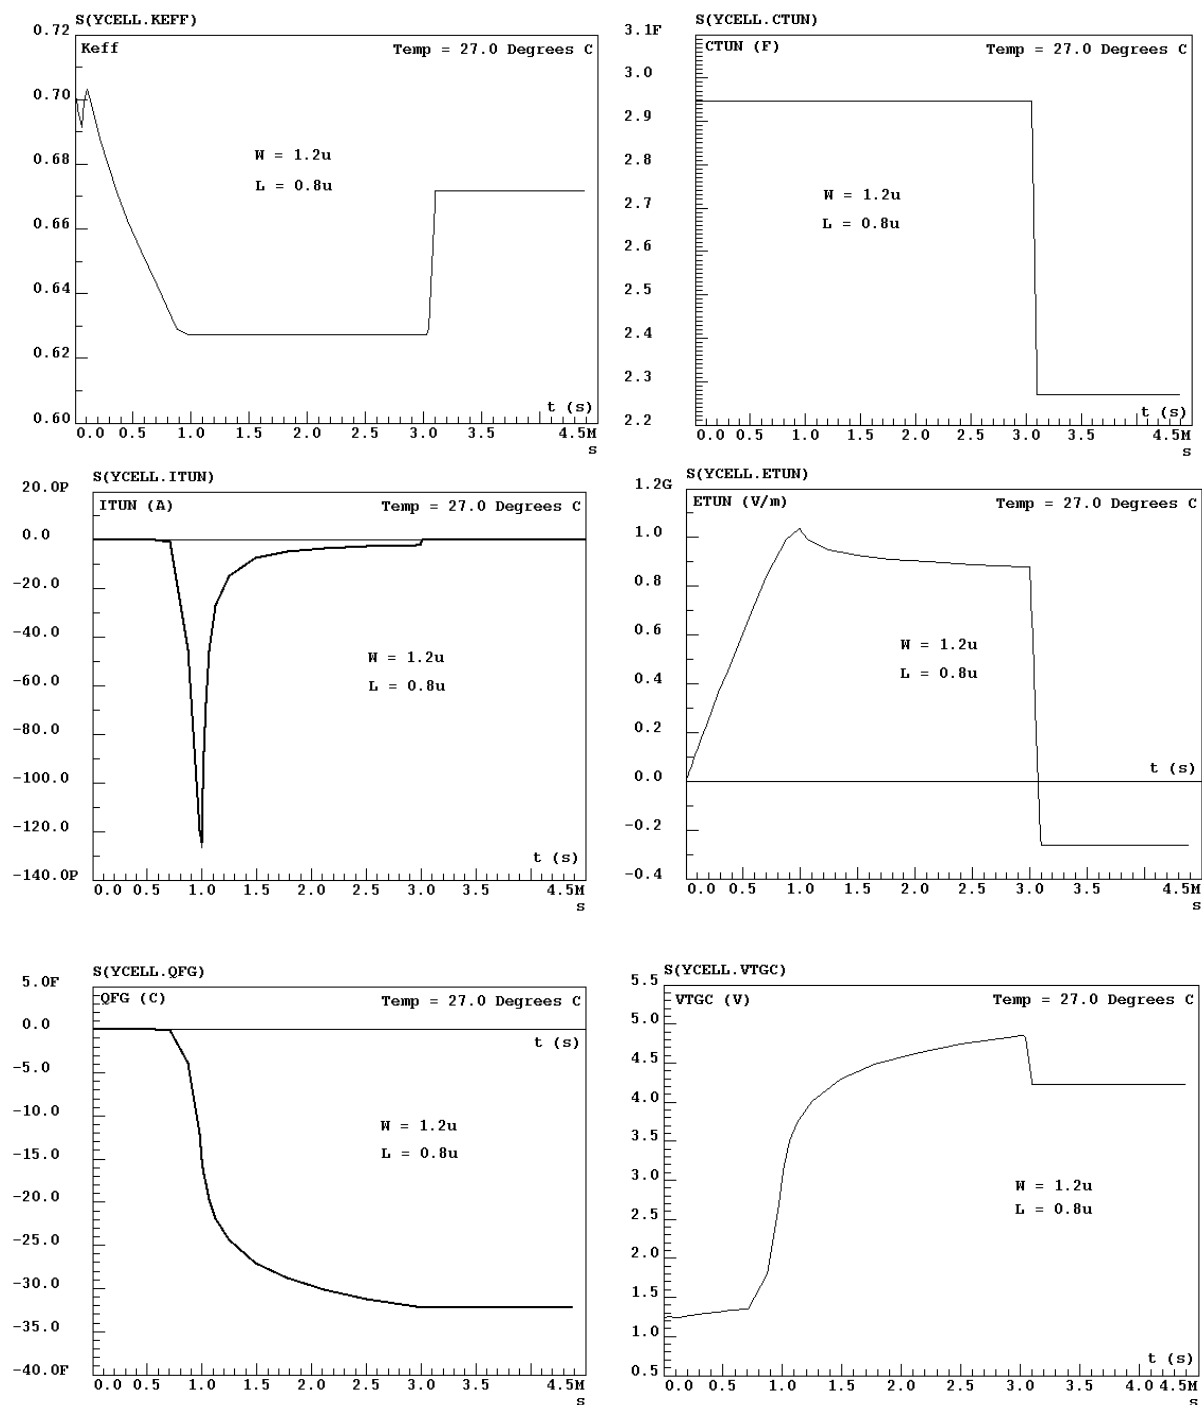 S(YCELL.KEFF)
0.72
Keff
Temp = 27.0 Degrees C
0.70
W = 1.2u
0.68
L = 0.8u
0.66
0.64
0.62
t (s)
0.60
0.0 0.5 1.0 1.5 2.0 2.5 3.0 3.5 4.5M
s
S(YCELL.CTUN)
3.1F
CTUN (F)
Temp = 27.0 Degrees C
3.0
2.9
2.8
W = 1.2u
2.7
L = 0.8u
2.6
2.5
2.4
2.3
t (s)
2.2
0.0 0.5 1.0 1.5 2.0 2.5 3.0 3.5 4.5M
s
S(YCELL.ITUN)
20.0P
ITUN (A)
Temp = 27.0 Degrees C
0.0
-20.0
-40.0
W = 1.2u
-60.0
L = 0.8u
-80.0
-100.0
-120.0
t (s)
-140.0P
0.0 0.5 1.0 1.5 2.0 2.5 3.0 3.5 4.5M
s
S(YCELL.ETUN)
1.2G
ETUN (V/m)
Temp = 27.0 Degrees C
1.0
0.8
0.6
W = 1.2u
L = 0.8u
0.4
0.2
t (s)
0.0
-0.2
-0.4
0.0 0.5 1.0 1.5 2.0 2.5 3.0 3.5 4.5M
s
S(YCELL.QFG)
5.0F
QFG (C)
Temp = 27.0 Degrees C
0.0
t (s)
-5.0
-10.0
W = 1.2u
-15.0
L = 0.8u
-20.0
-25.0
-30.0
-35.0
-40.0F
0.0 0.5 1.0 1.5 2.0 2.5 3.0 3.5 4.5M
s
S(YCELL.VTGC)
5.5
VTGC (V)
Temp = 27.0 Degrees C
5.0
4.5
4.0
3.5
3.0
W = 1.2u
2.5
L = 0.8u
2.0
1.5
1.0
t (s)
0.5
0.0 0.5 1.0 1.5 2.0 2.5 3.0 3.5 4.0 4.5M
s